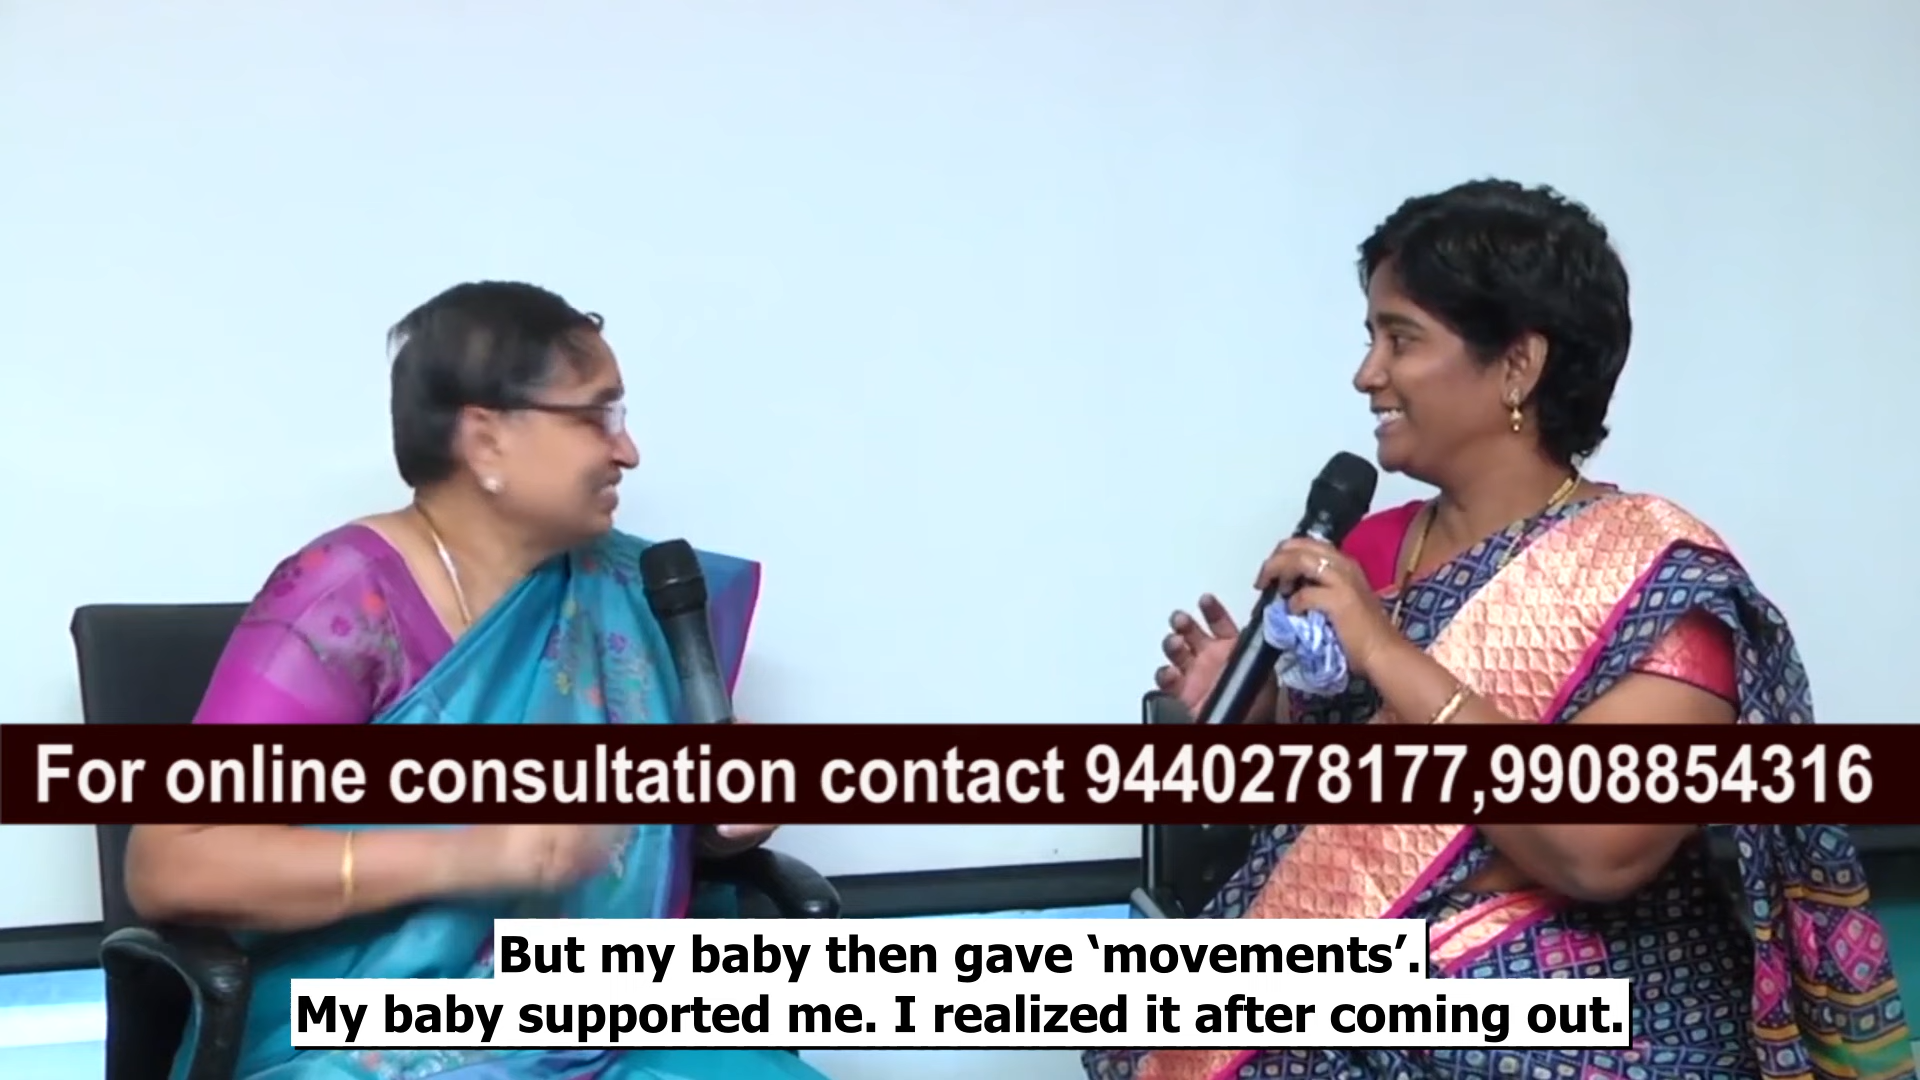 For online consultation contact 9440278177,9908854316
But my baby then gave ‘movements’.
My baby supported me. I realized it after coming out.